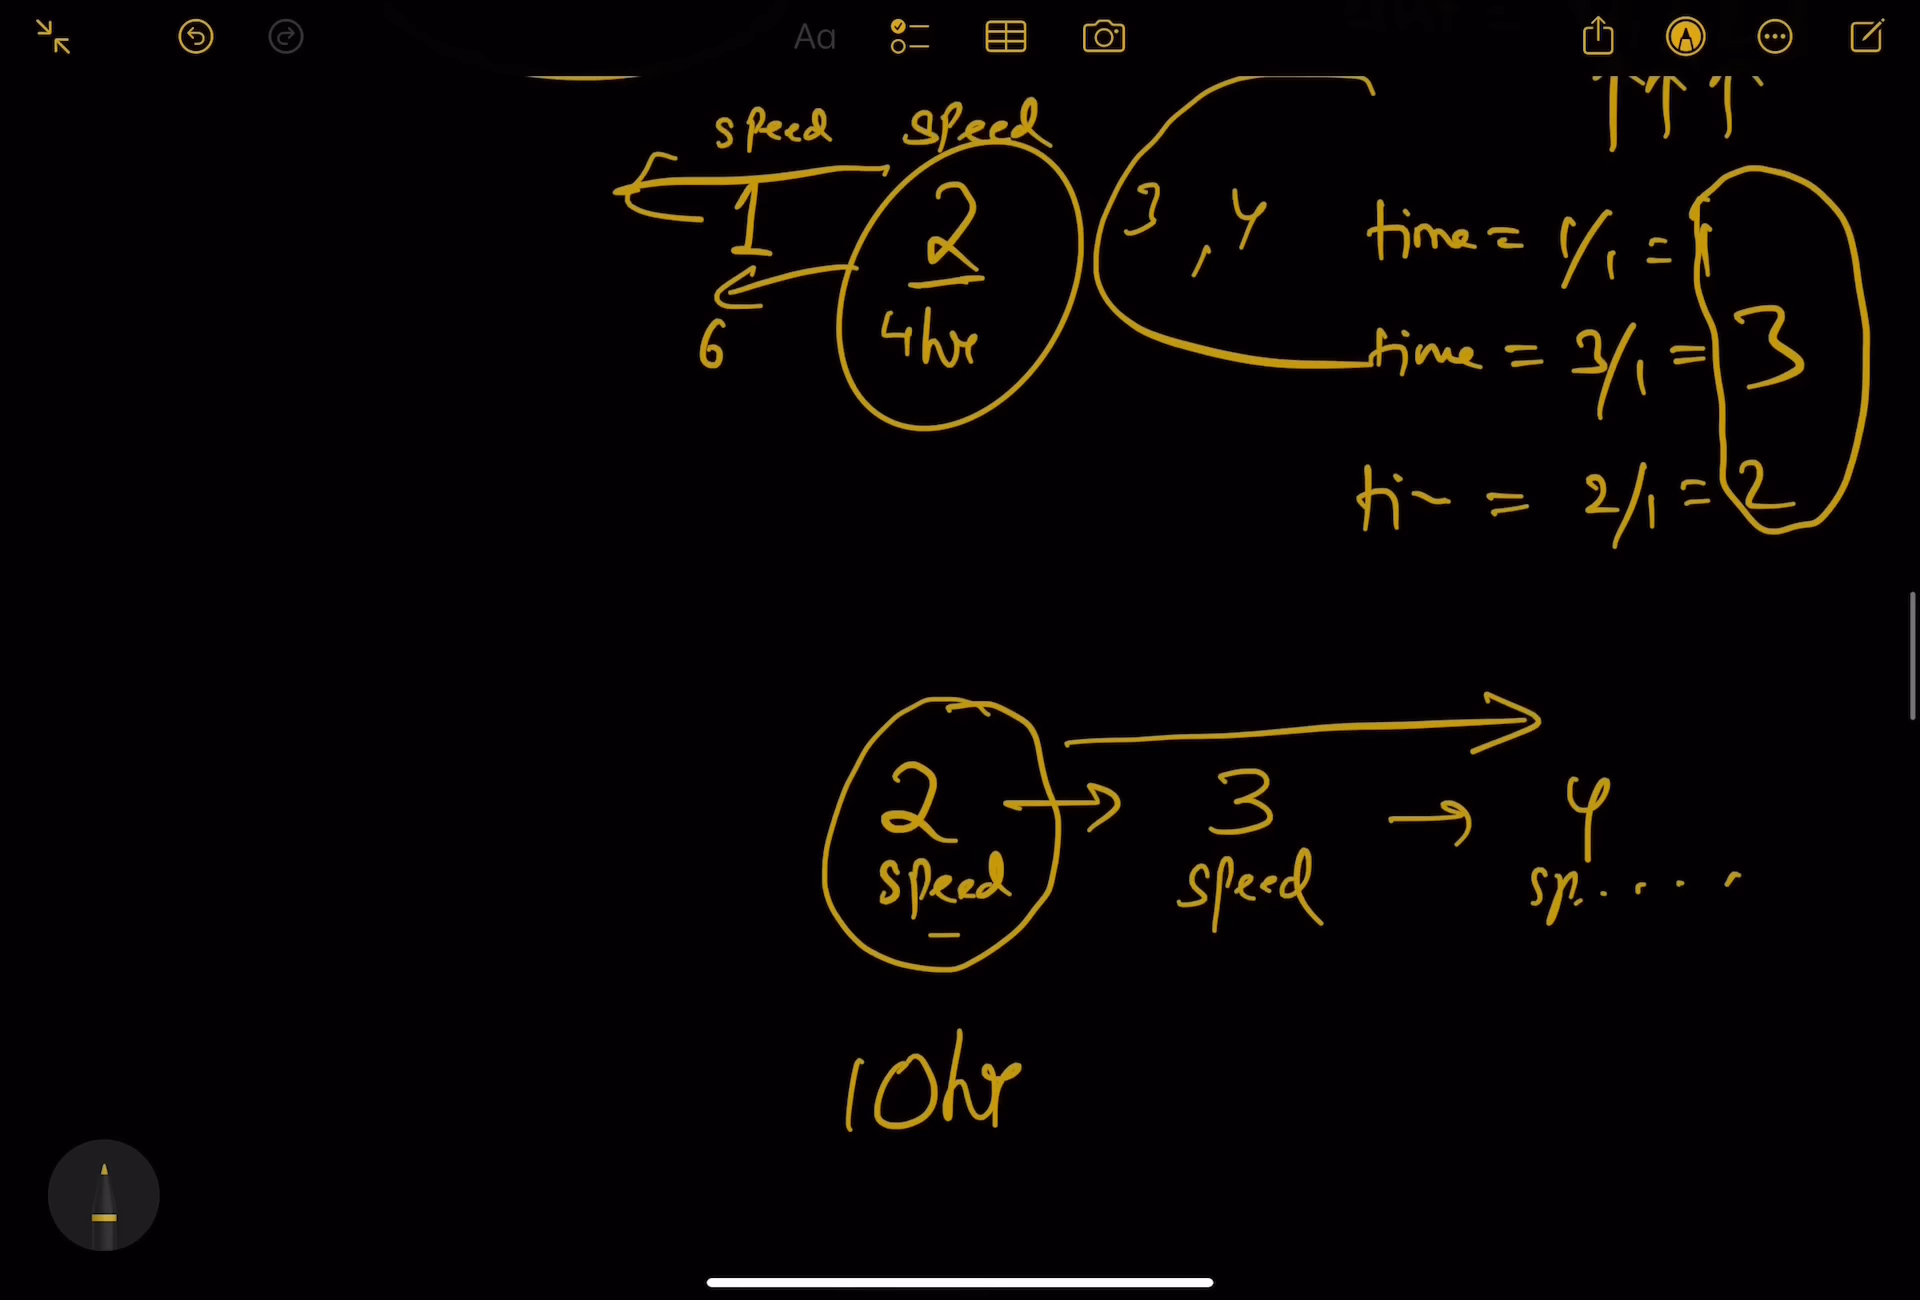 Aa
speed speed
1 2 3 , 4 time = 1/1 = 1
6 4hr time = 3/1 = 3
ti~ = 2/1 = 2
2 → 3 → 4
speed speed sp. . . . .
10hr